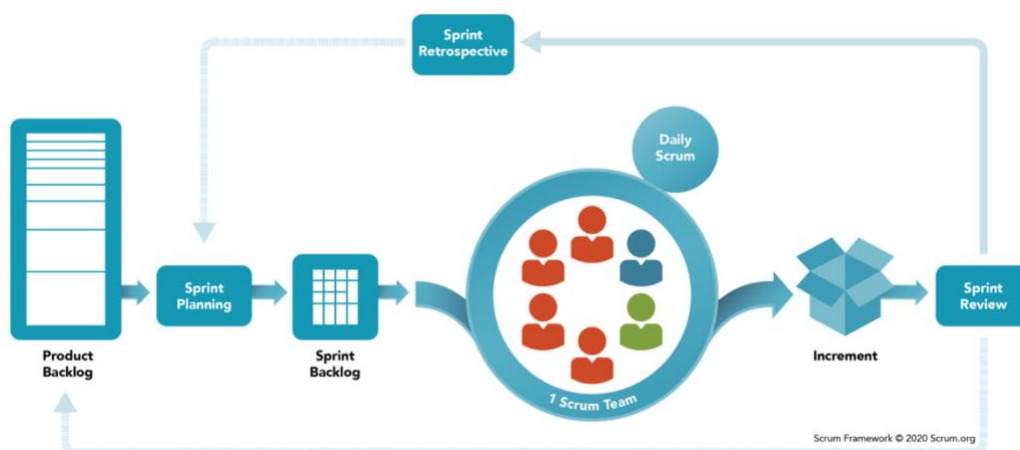 Sprint
Retrospective
Daily
Scrum
Sprint
Planning
Sprint
Review
Product
Backlog
Sprint
Backlog
Increment
1 Scrum Team
Scrum Framework © 2020 Scrum.org